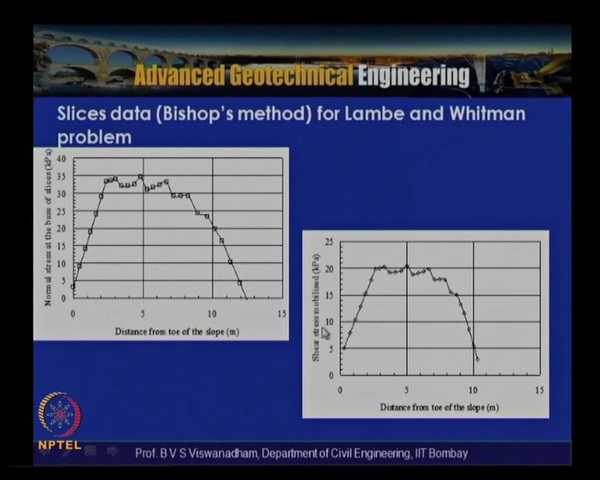 Advanced Geotechnical Engineering
Slices data (Bishop's method) for Lambe and Whitman
problem
Normal stress at the base of slices (kPa)
40
35
30
25
20
15
10
5
0
0
5
10
15
Distance from toe of the slope (m)
Shear stress mobilised (kPa)
25
20
15
10
5
0
0
5
10
15
Distance from toe of the slope (m)
NPTEL
Prof. B V S Viswanadham, Department of Civil Engineering, IIT Bombay